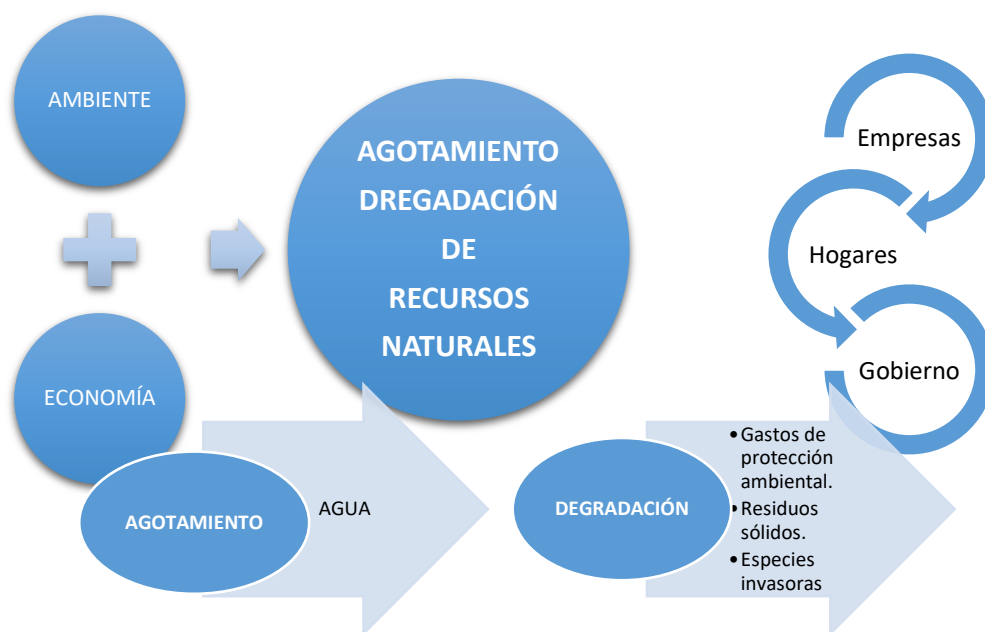 AMBIENTE
ECONOMÍA
AGOTAMIENTO
DREGADACIÓN
DE
RECURSOS
NATURALES
Empresas
Hogares
Gobierno
AGOTAMIENTO
AGUA
DEGRADACIÓN
•Gastos de
protección
ambiental.
•Residuos
sólidos.
•Especies
invasoras